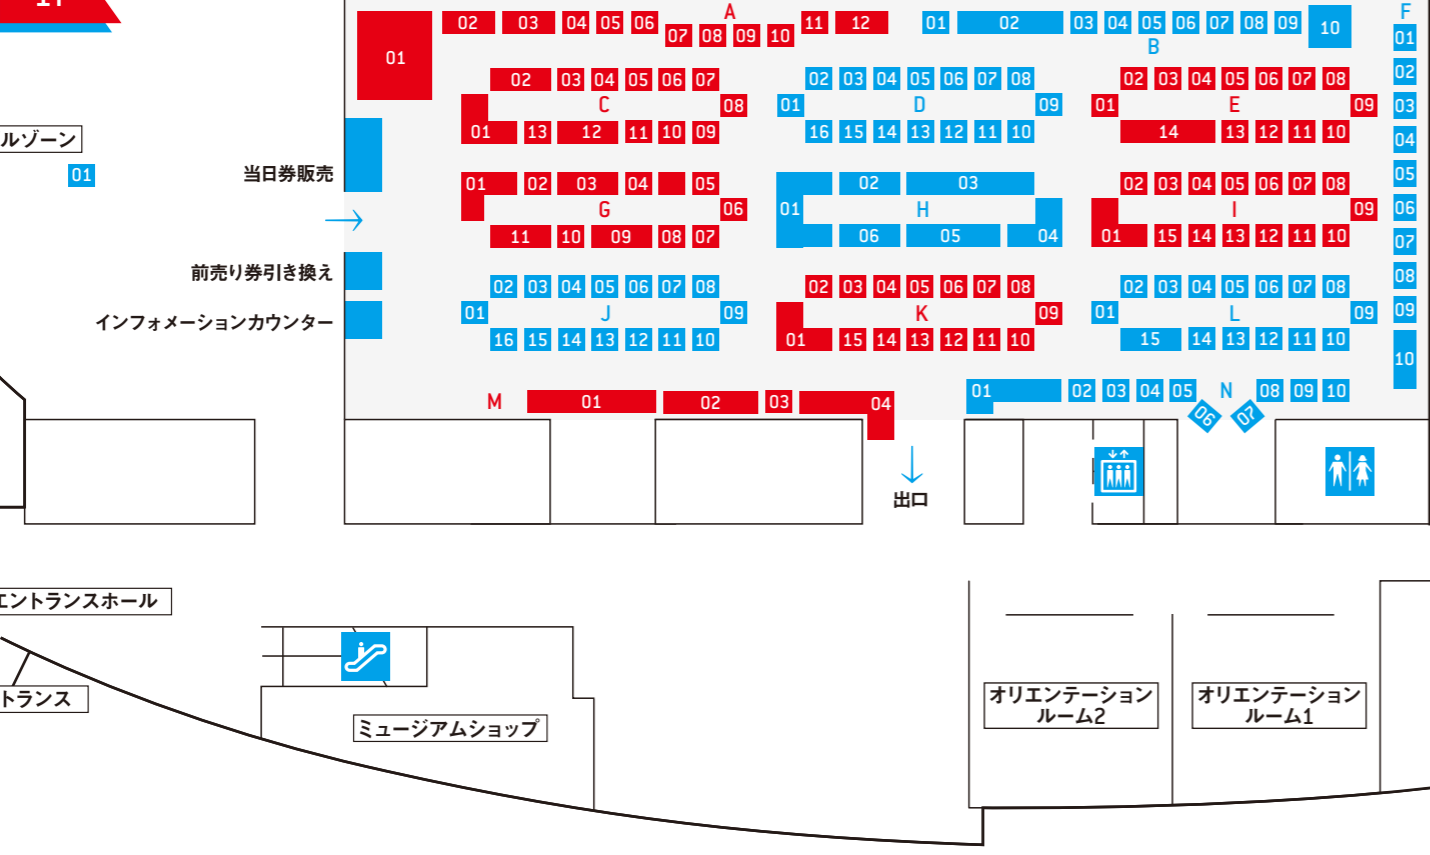 A
02 03 04 05 06 11 12
07 08 09 10
01
01 02 03 04 05 06 07 08 09 10
B
F
01
02
03
04
05
06
07
08
09
10
02 03 04 05 06 07
C
08
01 13 12 11 10 09
02 03 04 05 06 07 08
01 D 09
16 15 14 13 12 11 10
02 03 04 05 06 07 08
01 E 09
14 13 12 11 10
ルゾーン
01
当日券販売
01 02 03 04 05
G 06
11 10 09 08 07
02 03
01 H
06 05 04
02 03 04 05 06 07 08
I 09
01 15 14 13 12 11 10
前売り券引き換え
インフォメーションカウンター
02 03 04 05 06 07 08
01 J 09
16 15 14 13 12 11 10
02 03 04 05 06 07 08
K 09
01 15 14 13 12 11 10
02 03 04 05 06 07 08
01 L 09
15 14 13 12 11 10
M 01 02 03 04
01 02 03 04 05 N 08 09 10
06 07
出口
エントランスホール
トランス
ミュージアムショップ
オリエンテーション
ルーム2
オリエンテーション
ルーム1